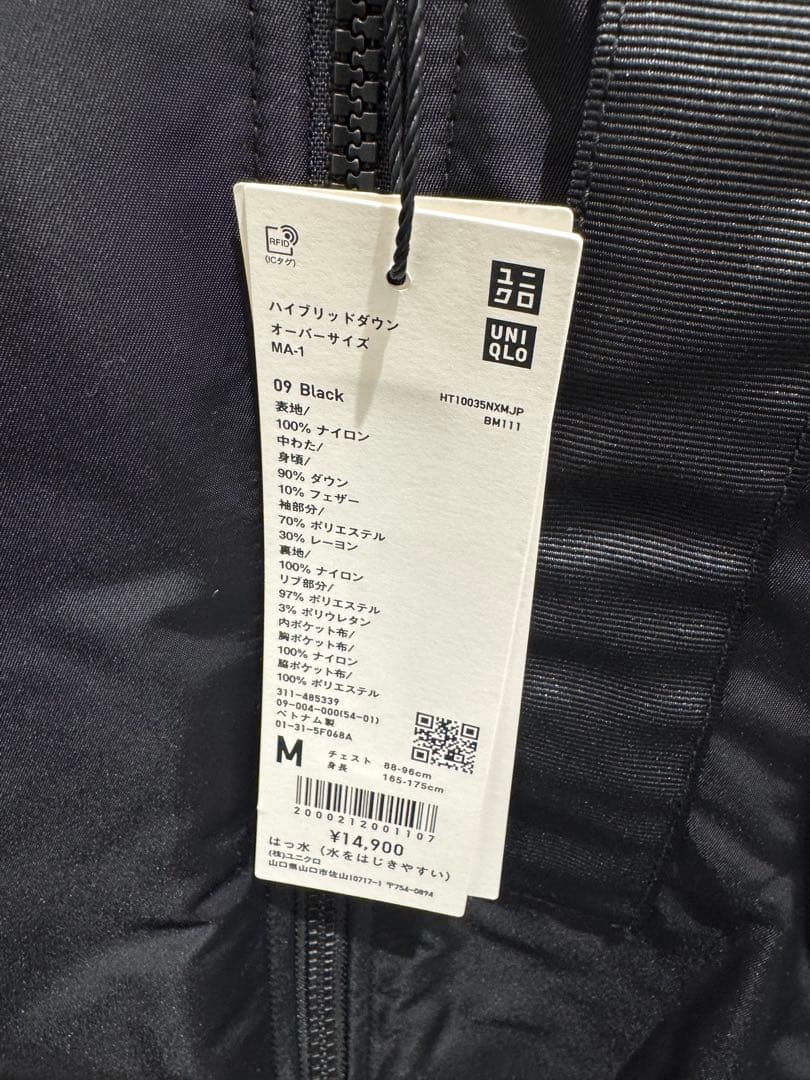 RFID
(ICタグ)
ユニ
クロ
UNI
QLO
ハイブリッドダウン
オーバーサイズ
MA-1
09 Black
HT10035NXMJP
BM111
表地/
100% ナイロン
中わた/
身頃/
90% ダウン
10% フェザー
袖部分/
70% ポリエステル
30% レーヨン
裏地/
100% ナイロン
リブ部分/
97% ポリエステル
3% ポリウレタン
内ポケット布/
胸ポケット布/
100% ナイロン
脇ポケット布/
100% ポリエステル
311-485339
09-004-000(54-01)
ベトナム製
01-31-5F068A
M
チェスト 88-96cm
身長 165-175cm
2000212001107
¥14,900
はっ水 (水をはじきやすい)
(株)ユニクロ
山口県山口市佐山10717-1 〒754-0894